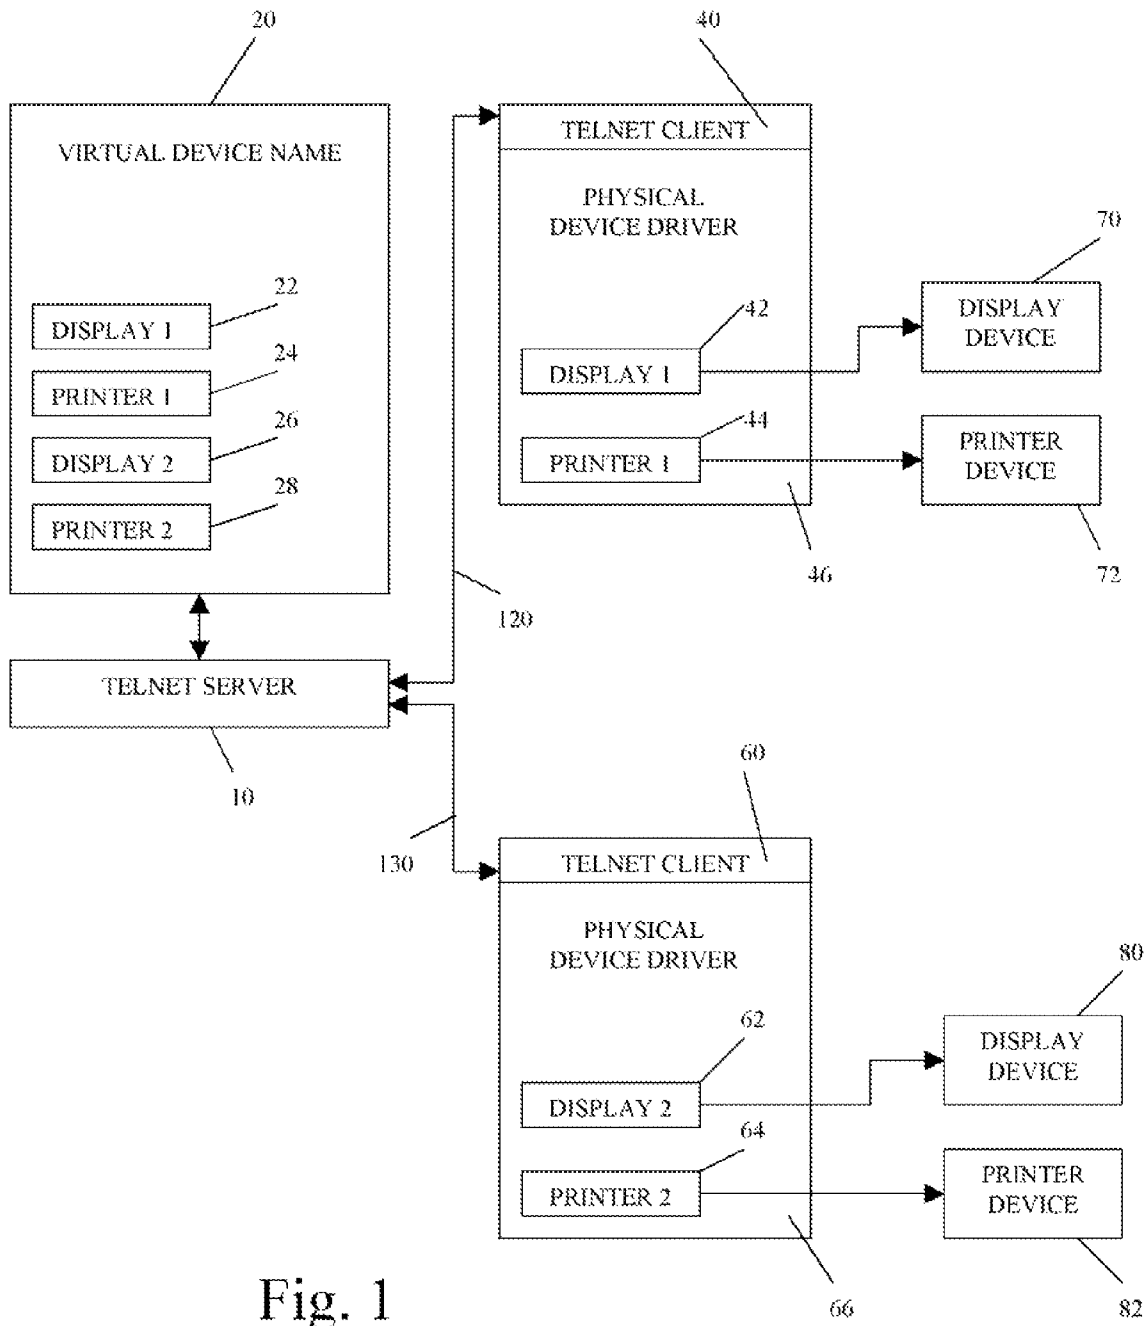 20
VIRTUAL DEVICE NAME
22
DISPLAY 1
24
PRINTER 1
26
DISPLAY 2
28
PRINTER 2
TELNET SERVER
10
120
130
40
TELNET CLIENT
PHYSICAL
DEVICE DRIVER
42
DISPLAY 1
44
PRINTER 1
46
70
DISPLAY
DEVICE
PRINTER
DEVICE
72
60
TELNET CLIENT
PHYSICAL
DEVICE DRIVER
62
DISPLAY 2
64
PRINTER 2
66
80
DISPLAY
DEVICE
PRINTER
DEVICE
82
Fig. 1